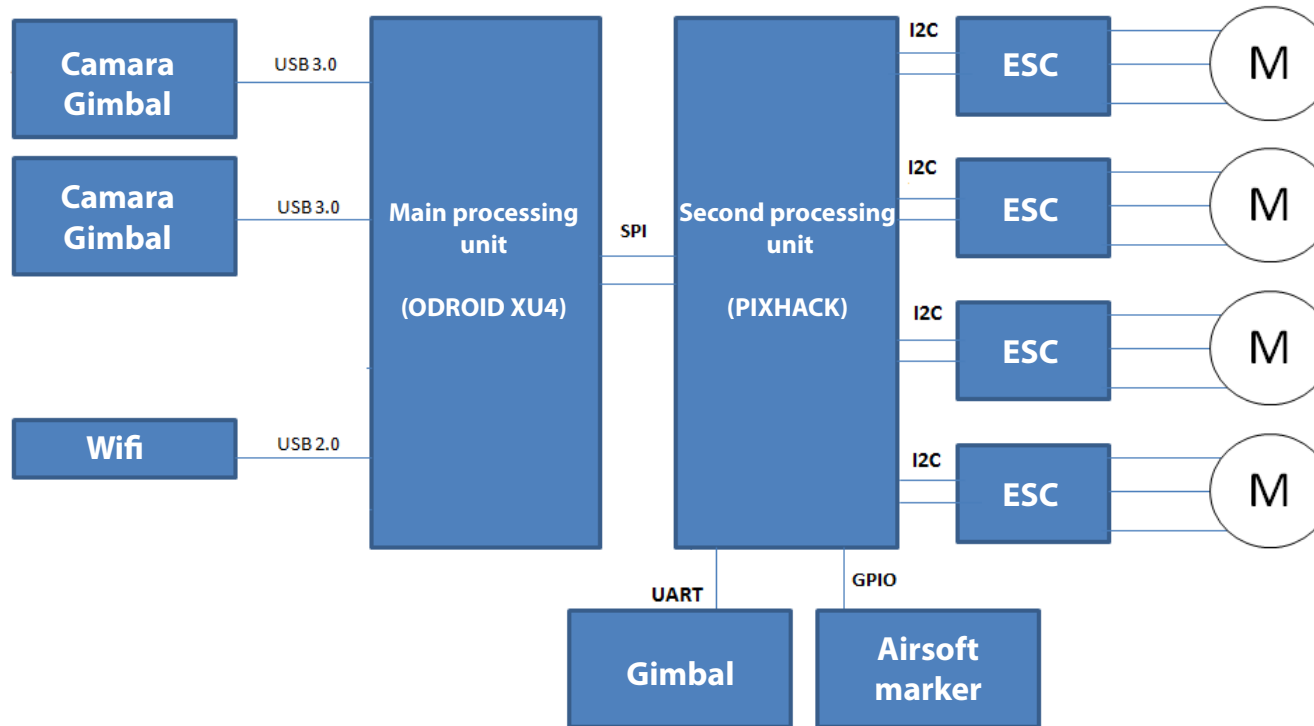 Camara
Gimbal
USB 3.0
Camara
Gimbal
USB 3.0
Wifi
USB 2.0
Main processing
unit
(ODROID XU4)
SPI
Second processing
unit
(PIXHACK)
I2C
ESC
M
I2C
ESC
M
I2C
ESC
M
I2C
ESC
M
UART
Gimbal
GPIO
Airsoft
marker